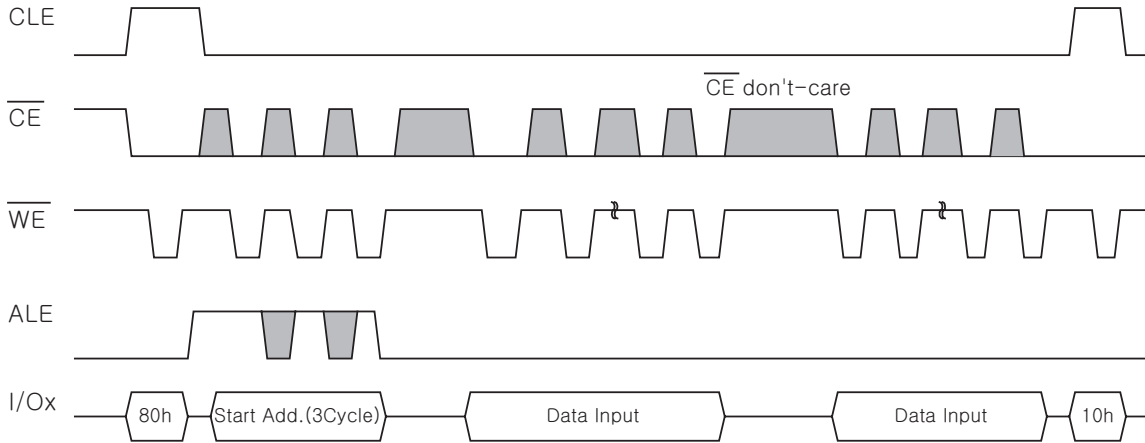 CLE
CE
CE don't-care
WE
ALE
I/Ox
80h
Start Add.(3Cycle)
Data Input
Data Input
10h